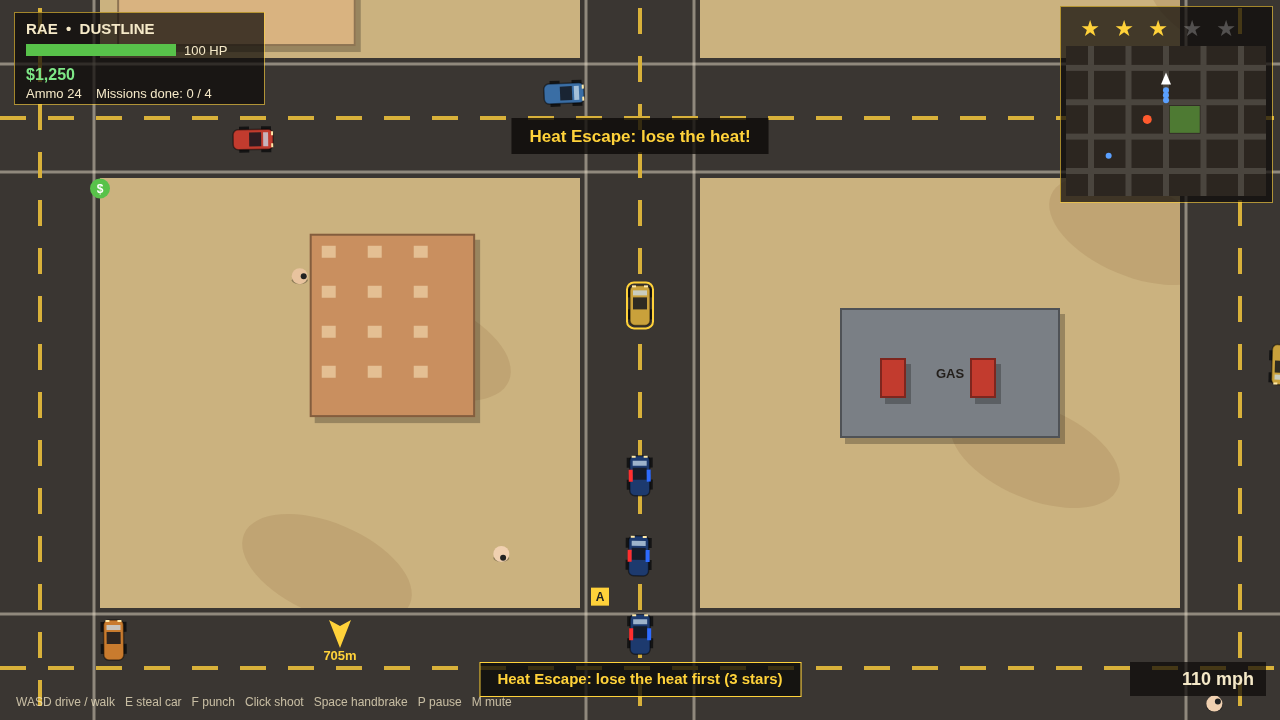 RAE • DUSTLINE
100 HP
$1,250
Ammo 24 Missions done: 0 / 4
Heat Escape: lose the heat!
$
GAS
A
705m
Heat Escape: lose the heat first (3 stars)
110 mph
WASD drive / walk E steal car F punch Click shoot Space handbrake P pause M mute